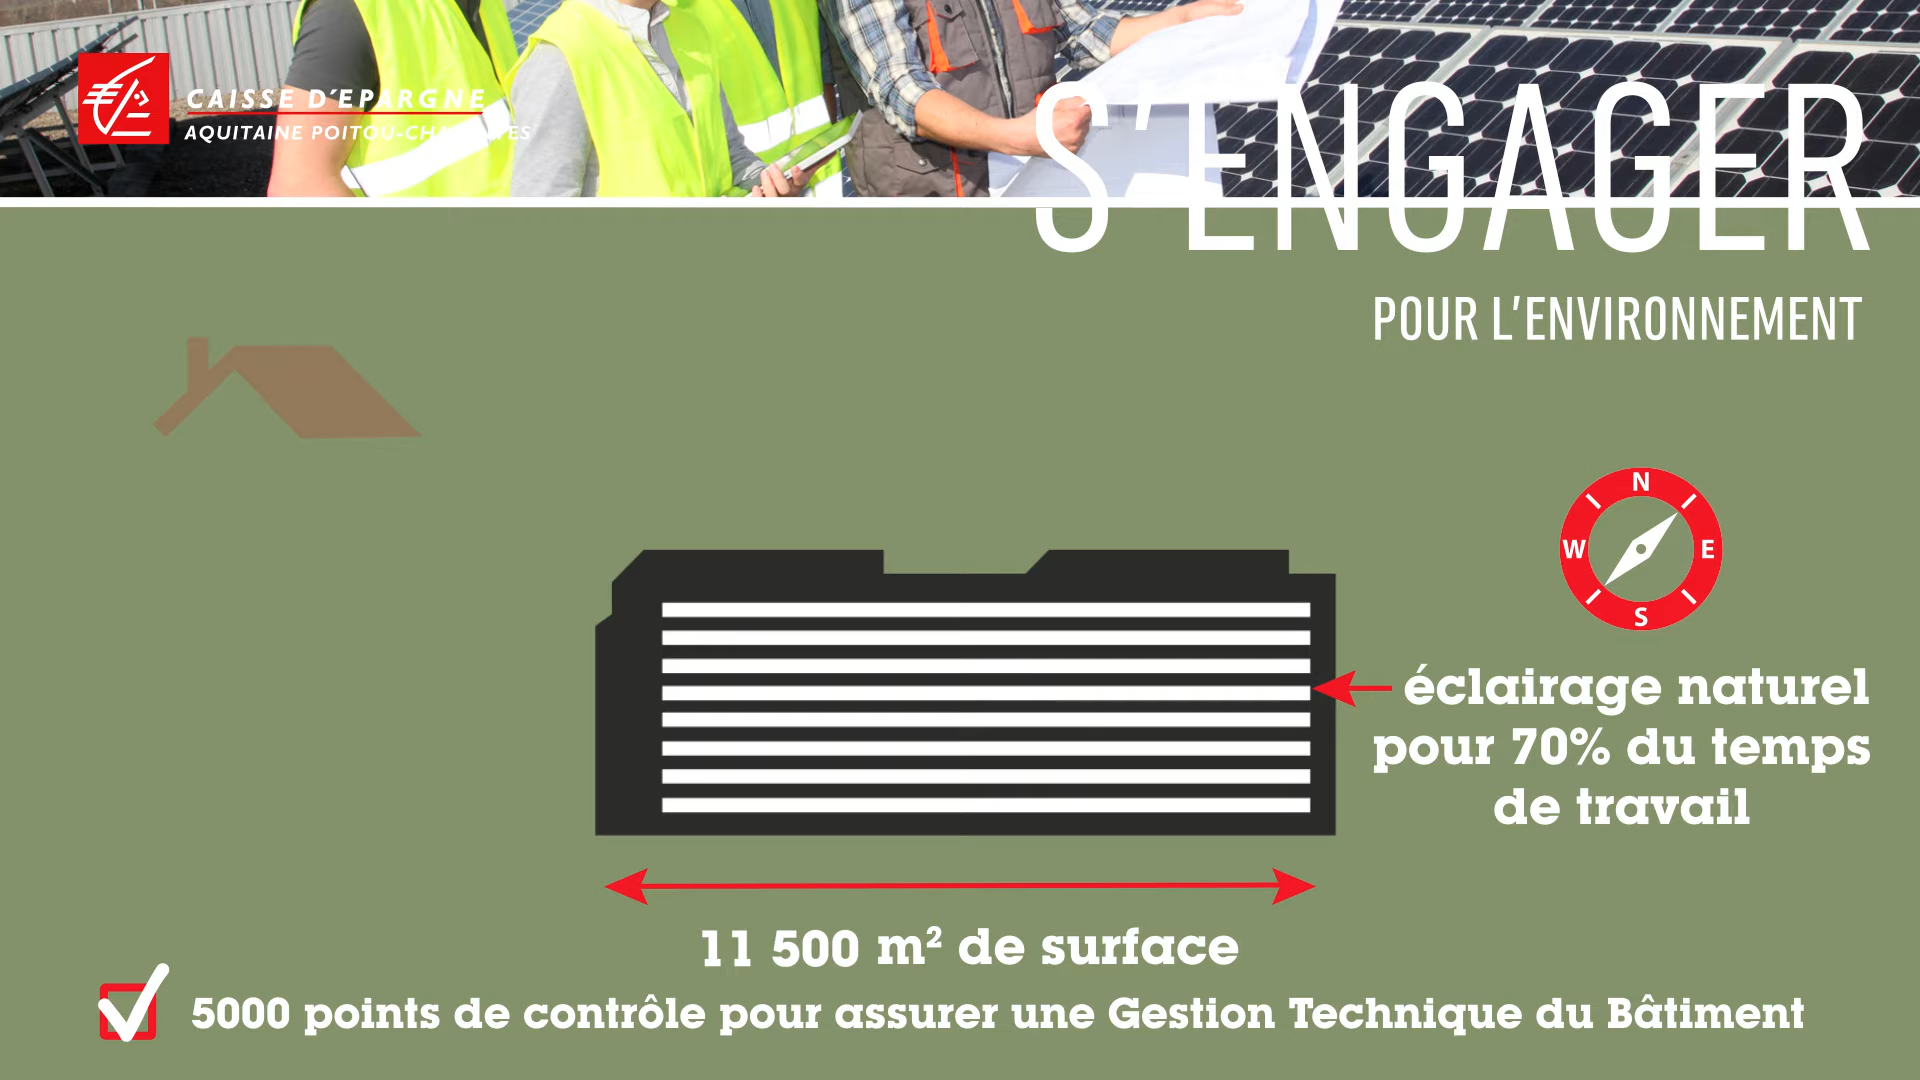 CAISSE D'EPARGNE
AQUITAINE POITOU-CHARENTES
S'ENGAGER
POUR L'ENVIRONNEMENT
N
W E
S
éclairage naturel
pour 70% du temps
de travail
11 500 m² de surface
5000 points de contrôle pour assurer une Gestion Technique du Bâtiment